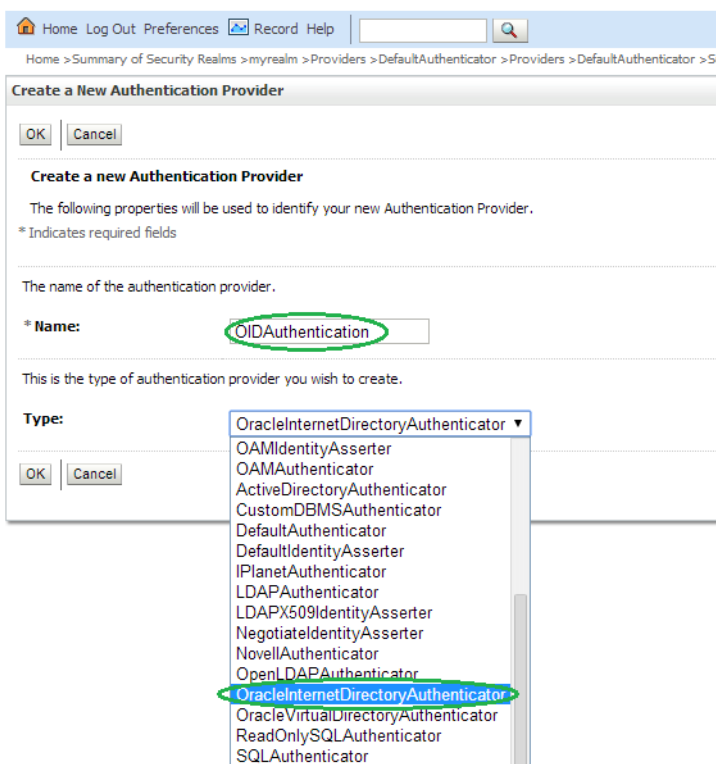 Home Log Out Preferences Record Help
Home >Summary of Security Realms >myrealm >Providers >DefaultAuthenticator >Providers >DefaultAuthenticator >S
Create a New Authentication Provider
OK Cancel
Create a new Authentication Provider
The following properties will be used to identify your new Authentication Provider.
* Indicates required fields
The name of the authentication provider.
* Name: OIDAuthentication
This is the type of authentication provider you wish to create.
Type: OracleInternetDirectoryAuthenticator
OAMIdentityAsserter
OAMAuthenticator
ActiveDirectoryAuthenticator
OK Cancel
CustomDBMSAuthenticator
DefaultAuthenticator
DefaultIdentityAsserter
IPlanetAuthenticator
LDAPAuthenticator
LDAPX509IdentityAsserter
NegotiateIdentityAsserter
NovellAuthenticator
OpenLDAPAuthenticator
OracleInternetDirectoryAuthenticator
OracleVirtualDirectoryAuthenticator
ReadOnlySQLAuthenticator
SQLAuthenticator